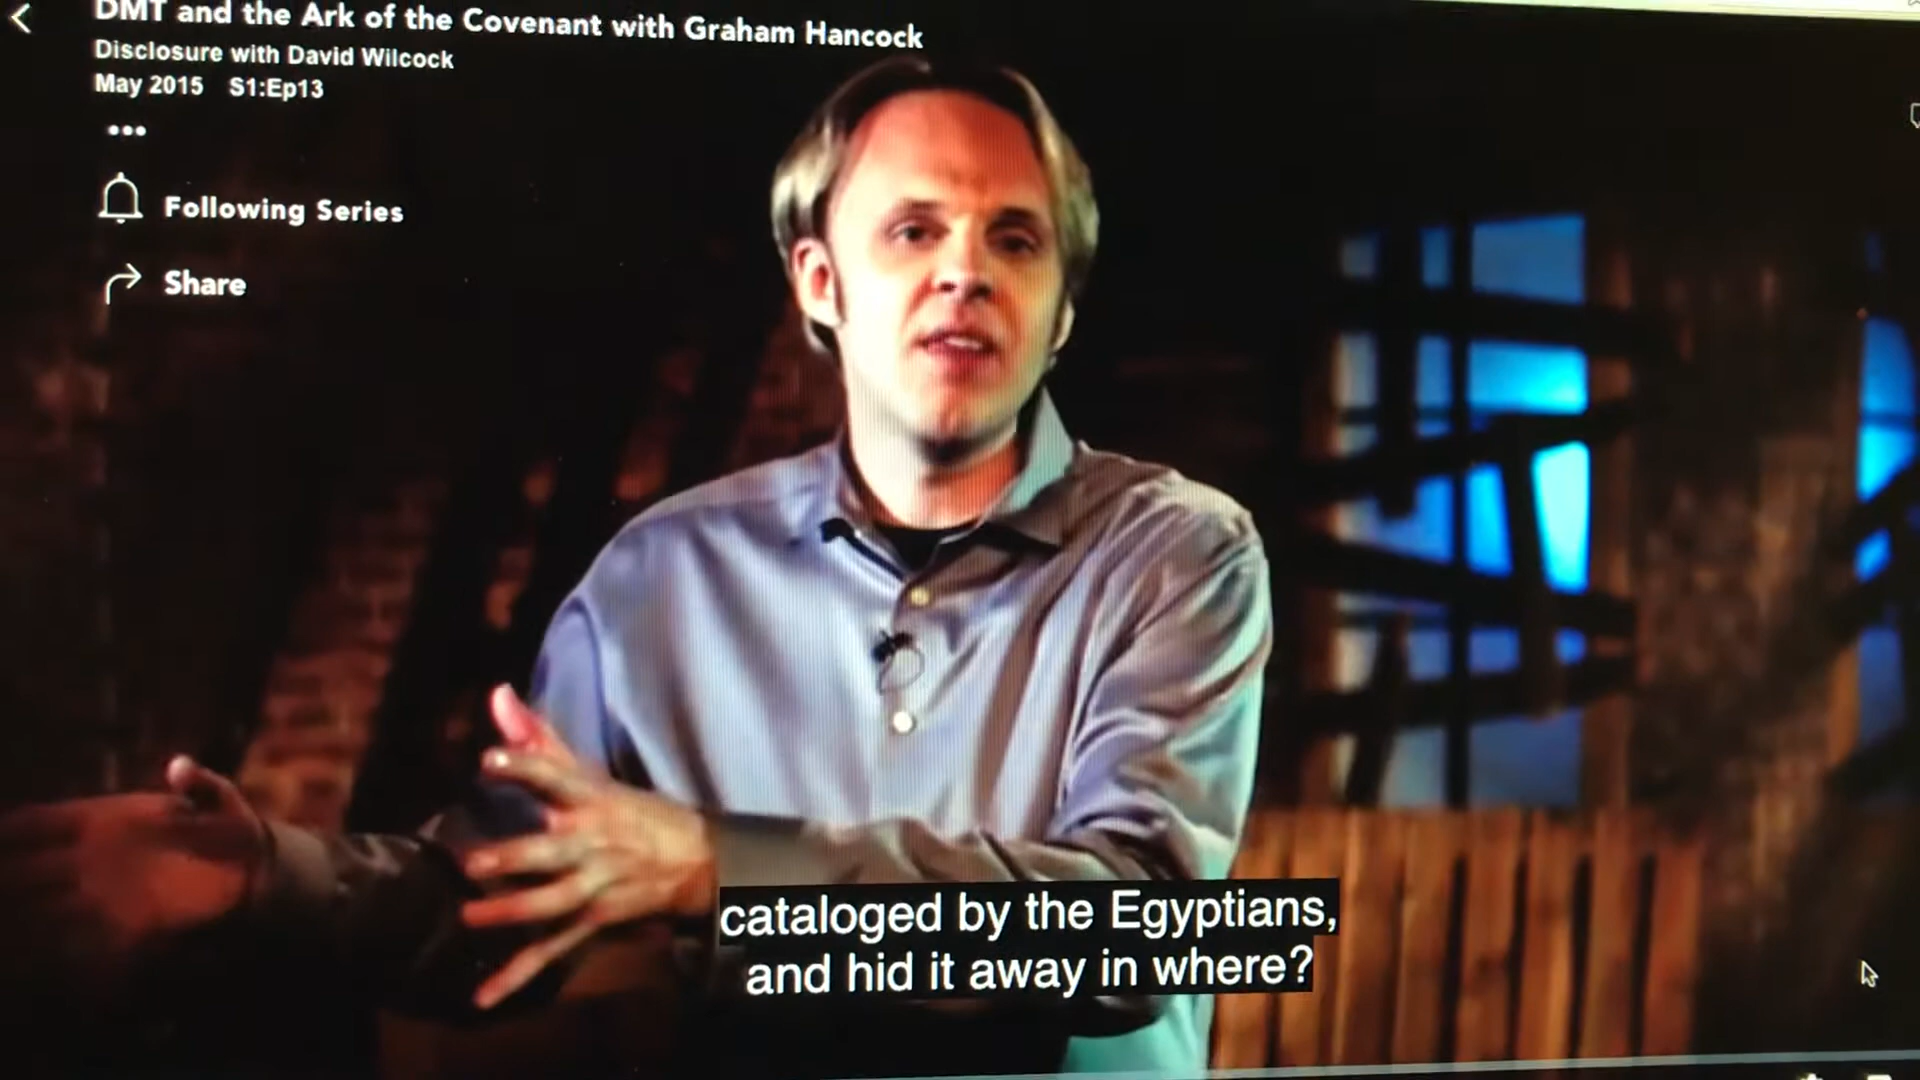 DMT and the Ark of the Covenant with Graham Hancock
Disclosure with David Wilcock
May 2015 S1:Ep13
Following Series
Share
cataloged by the Egyptians,
and hid it away in where?